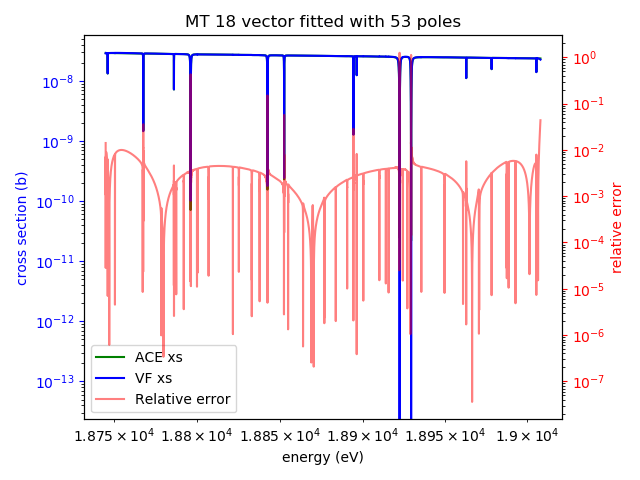 MT 18 vector fitted with 53 poles
cross section (b)
10⁻⁸
10⁻⁹
10⁻¹⁰
10⁻¹¹
10⁻¹²
10⁻¹³
10⁰
10⁻¹
10⁻²
10⁻³
10⁻⁴
10⁻⁵
10⁻⁶
10⁻⁷
relative error
ACE xs
VF xs
Relative error
1.875 × 10⁴ 1.88 × 10⁴ 1.885 × 10⁴ 1.89 × 10⁴ 1.895 × 10⁴ 1.9 × 10⁴
energy (eV)